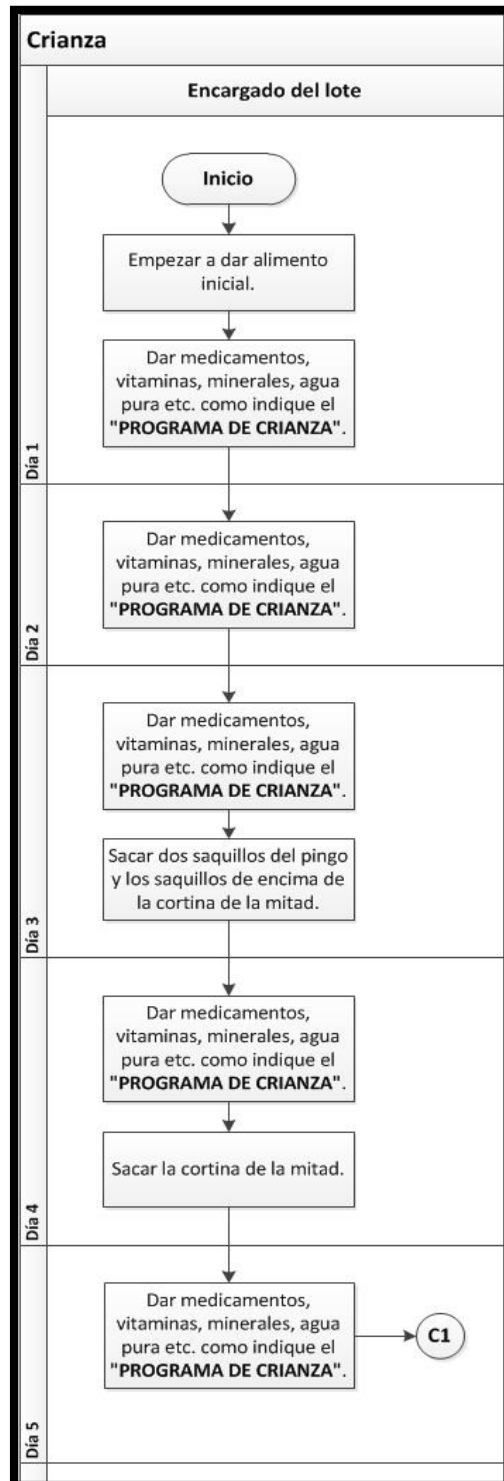 Crianza
Encargado del lote
Inicio
Empezar a dar alimento
inicial.
Dar medicamentos,
vitaminas, minerales, agua
pura etc. como indique el
"PROGRAMA DE CRIANZA".
Día 1
Dar medicamentos,
vitaminas, minerales, agua
pura etc. como indique el
"PROGRAMA DE CRIANZA".
Día 2
Dar medicamentos,
vitaminas, minerales, agua
pura etc. como indique el
"PROGRAMA DE CRIANZA".
Sacar dos saquillos del pingo
y los saquillos de encima de
la cortina de la mitad.
Día 3
Dar medicamentos,
vitaminas, minerales, agua
pura etc. como indique el
"PROGRAMA DE CRIANZA".
Sacar la cortina de la mitad.
Día 4
Dar medicamentos,
vitaminas, minerales, agua
pura etc. como indique el
"PROGRAMA DE CRIANZA".
C1
Día 5